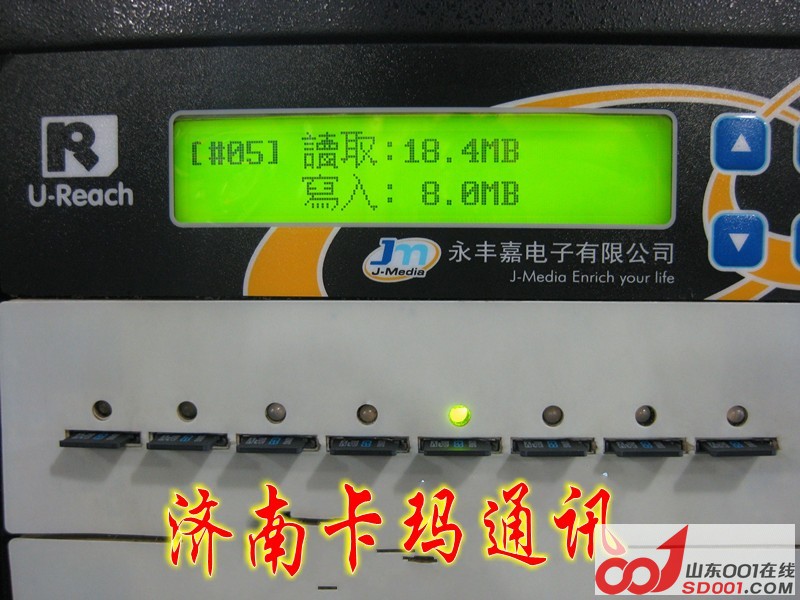 U-Reach
[#05] 讀取:18.4MB
寫入: 8.0MB
Jm
J-Media
永丰嘉电子有限公司
J-Media Enrich your life
济南卡玛通讯
山东001在线
SD001.COM